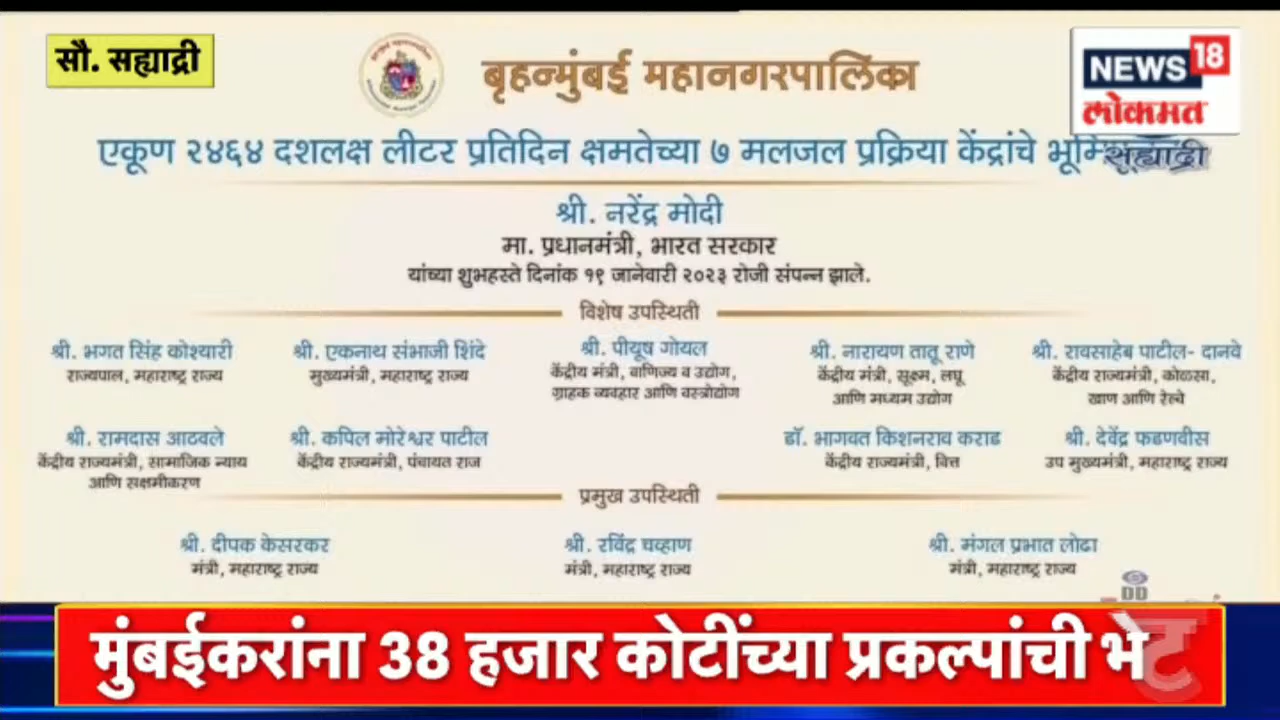 सौ. सह्याद्री
बृहन्मुंबई महानगरपालिका
NEWS 18
लोकमत
एकूण २४६४ दशलक्ष लीटर प्रतिदिन क्षमतेच्या ७ मलजल प्रक्रिया केंद्रांचे
सह्याद्री
श्री. नरेंद्र मोदी
मा. प्रधानमंत्री, भारत सरकार
यांच्या शुभहस्ते दिनांक १९ जानेवारी २०२३ रोजी संपन्न झाले.
विशेष उपस्थिती
श्री. भगत सिंह कोश्यारी
राज्यपाल, महाराष्ट्र राज्य
श्री. एकनाथ संभाजी शिंदे
मुख्यमंत्री, महाराष्ट्र राज्य
श्री. पीयूष गोयल
केंद्रीय मंत्री, वाणिज्य व उद्योग,
ग्राहक व्यवहार आणि वस्त्रोद्योग
श्री. नारायण तातू राणे
केंद्रीय मंत्री, सूक्ष्म, लघू
आणि मध्यम उद्योग
श्री. रावसाहेब पाटील- दानवे
केंद्रीय राज्यमंत्री, कोळसा,
खाण आणि रेल्वे
श्री. रामदास आठवले
केंद्रीय राज्यमंत्री, सामाजिक न्याय
आणि सक्षमीकरण
श्री. कपिल मोरेश्वर पाटील
केंद्रीय राज्यमंत्री, पंचायत राज
डॉ. भागवत किशनराव कराड
केंद्रीय राज्यमंत्री, वित्त
श्री. देवेंद्र फडणवीस
उप मुख्यमंत्री, महाराष्ट्र राज्य
प्रमुख उपस्थिती
श्री. दीपक केसरकर
मंत्री, महाराष्ट्र राज्य
श्री. रविंद्र चव्हाण
मंत्री, महाराष्ट्र राज्य
श्री. मंगल प्रभात लोढा
मंत्री, महाराष्ट्र राज्य
DD
मुंबईकरांना 38 हजार कोटींच्या प्रकल्पांची भेट